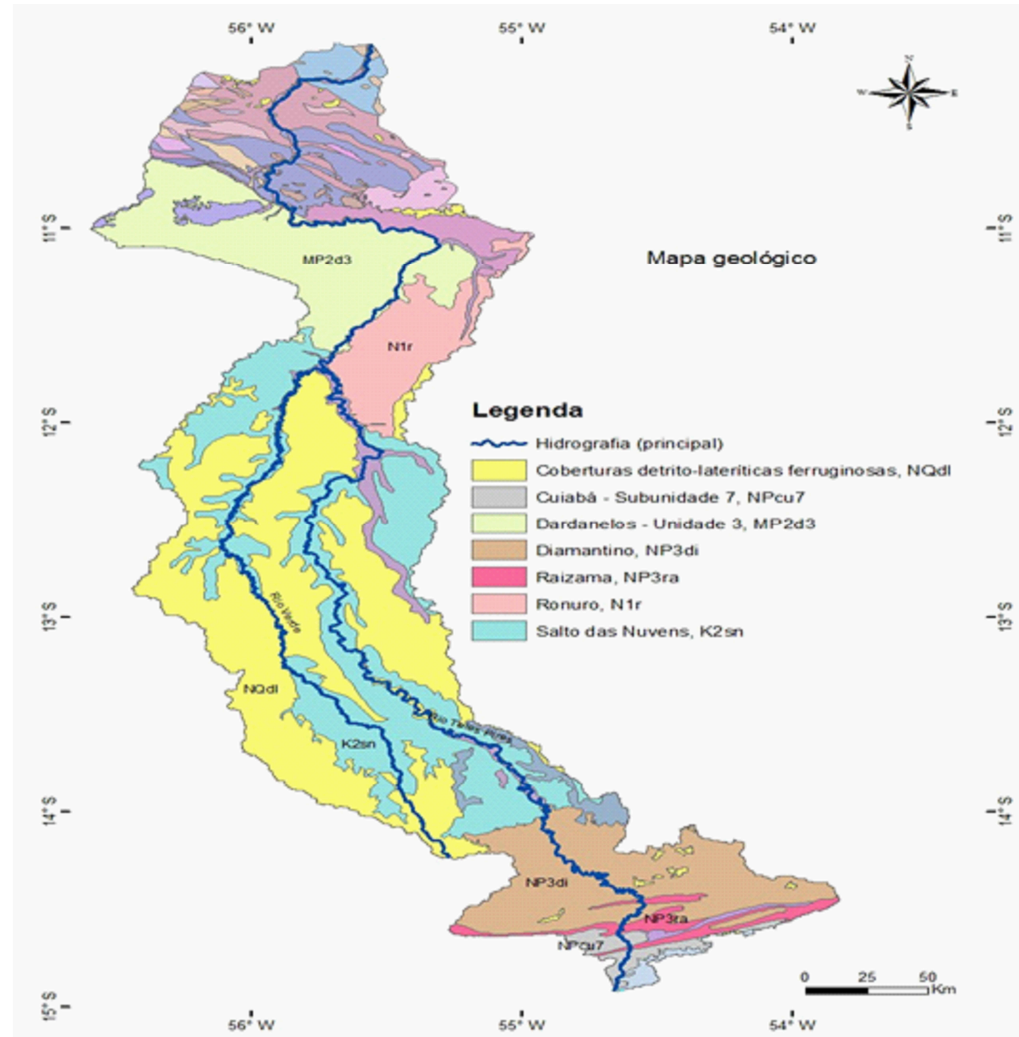 56° W 55° W 54° W
N
W E
S
11° S 11° S
Mapa geológico
MP2d3
N1r
12° S 12° S
Legenda
Hidrografia (principal)
Coberturas detrito-lateríticas ferruginosas, NQdl
Cuiabá - Subunidade 7, NPcu7
Dardanelos - Unidade 3, MP2d3
Diamantino, NP3di
Raizama, NP3ra
Ronuro, N1r
Salto das Nuvens, K2sn
Rio Verde
13° S 13° S
NQdl
Rio Teles Pires
K2sn
14° S 14° S
NP3di
NP3ra
NPcu7
0 25 50
Km
15° S 15° S
56° W 55° W 54° W